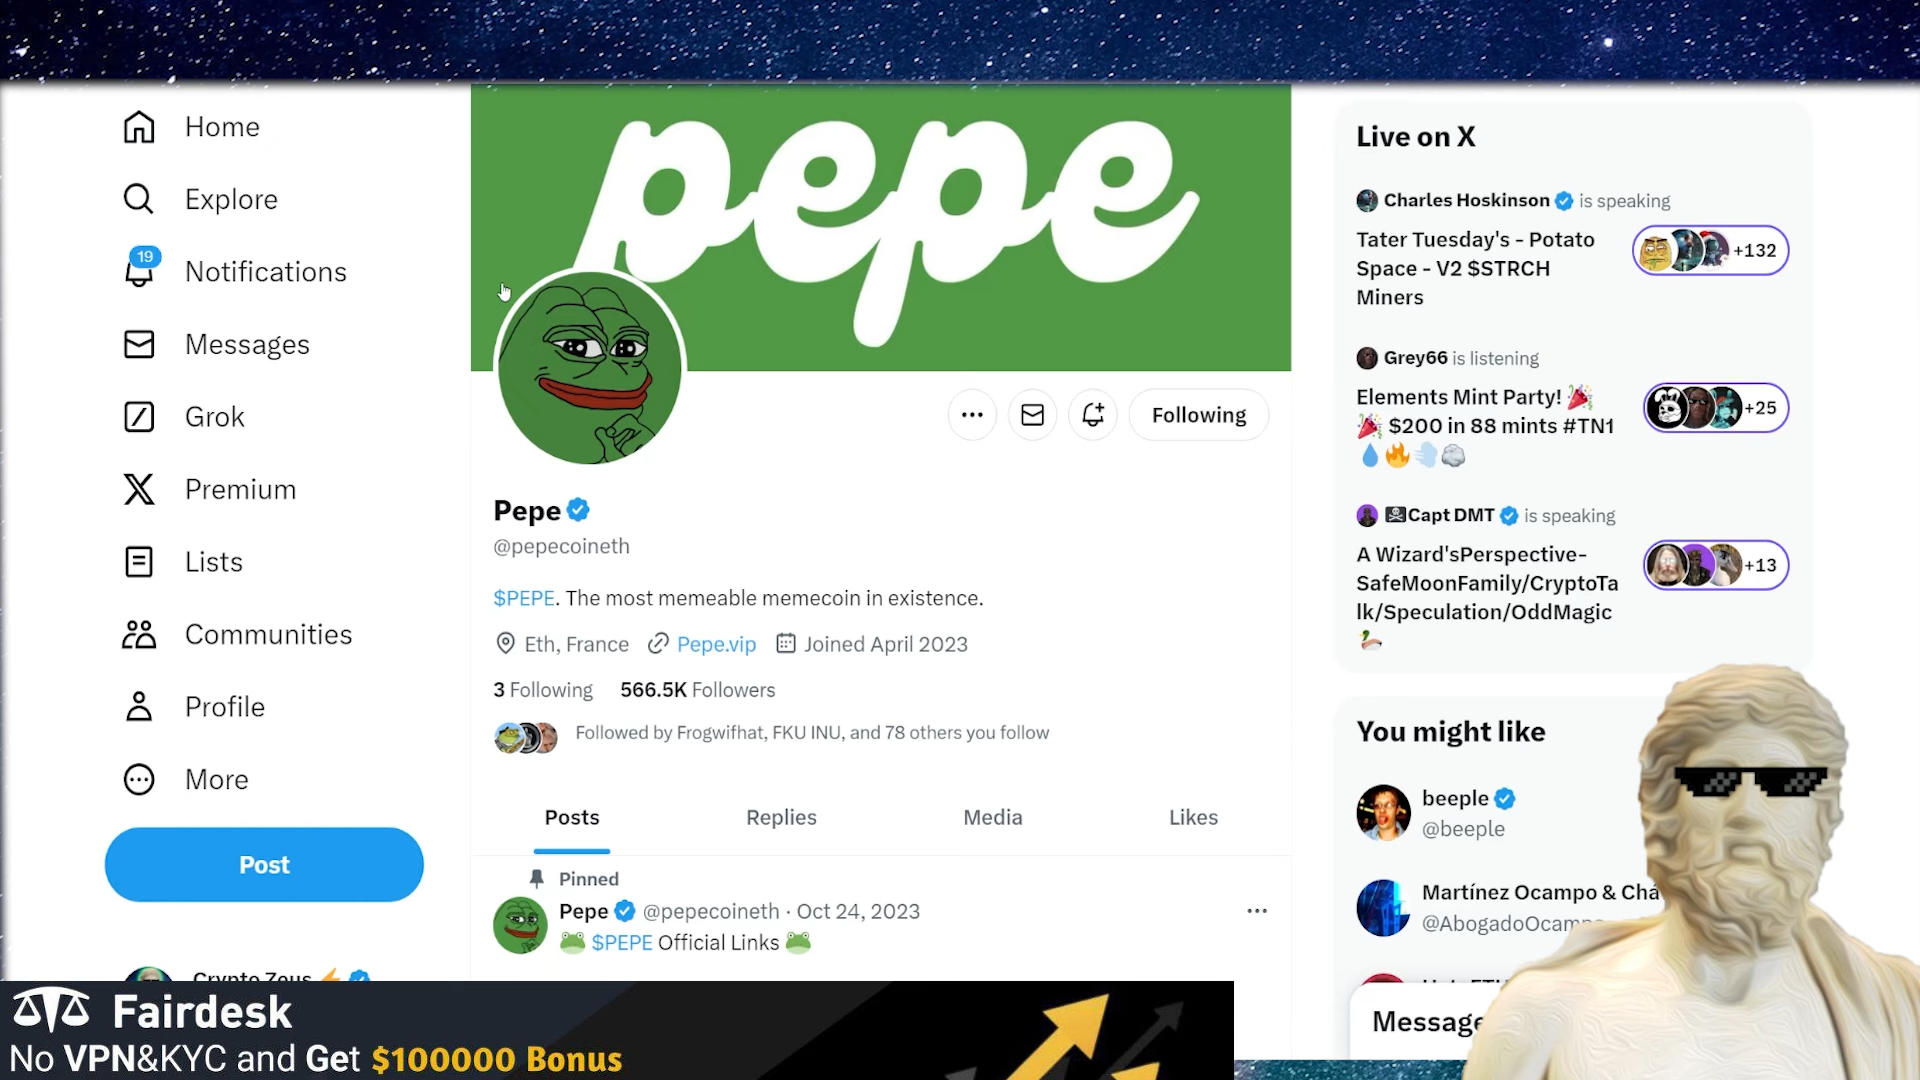 pepe
Home
Explore
19
Notifications
Messages
Grok
Premium
Lists
Communities
Profile
More
Post
Crypto Zeus
Following
Pepe
@pepecoineth
$PEPE. The most memeable memecoin in existence.
Eth, France Pepe.vip Joined April 2023
3 Following 566.5K Followers
Followed by Frogwifhat, FKU INU, and 78 others you follow
Posts Replies Media Likes
Pinned
Pepe @pepecoineth · Oct 24, 2023
🐸 $PEPE Official Links 🐸
Live on X
Charles Hoskinson is speaking
Tater Tuesday's - Potato
Space - V2 $STRCH
Miners
+132
Grey66 is listening
Elements Mint Party! 🎉
🎉 $200 in 88 mints #TN1
💧🔥💨
+25
Capt DMT is speaking
A Wizard'sPerspective-
SafeMoonFamily/CryptoTa
lk/Speculation/OddMagic
🦆
+13
You might like
beeple
@beeple
Martínez Ocampo & Cha
@AbogadoOcamp
Message
Fairdesk
No VPN&KYC and Get $100000 Bonus